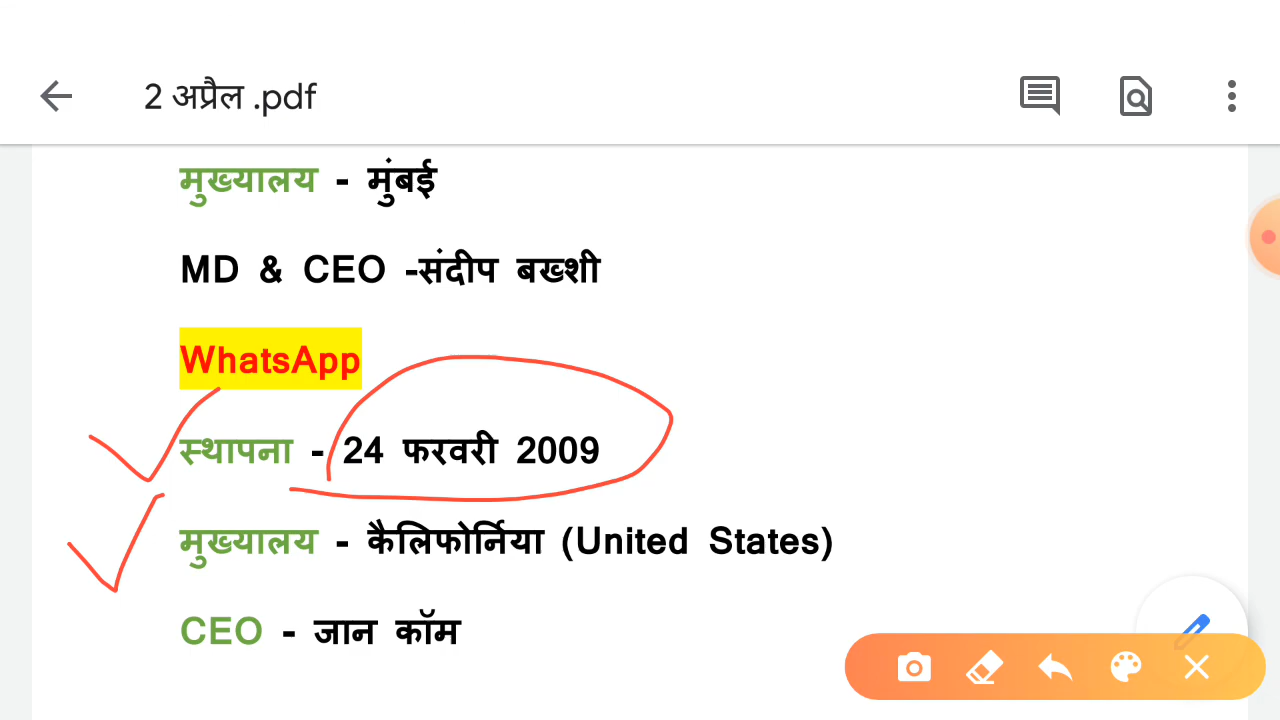 2 अप्रैल .pdf
मुख्यालय - मुंबई
MD & CEO -संदीप बख्शी
WhatsApp
स्थापना - 24 फरवरी 2009
मुख्यालय - कैलिफोर्निया (United States)
CEO - जान कॉम